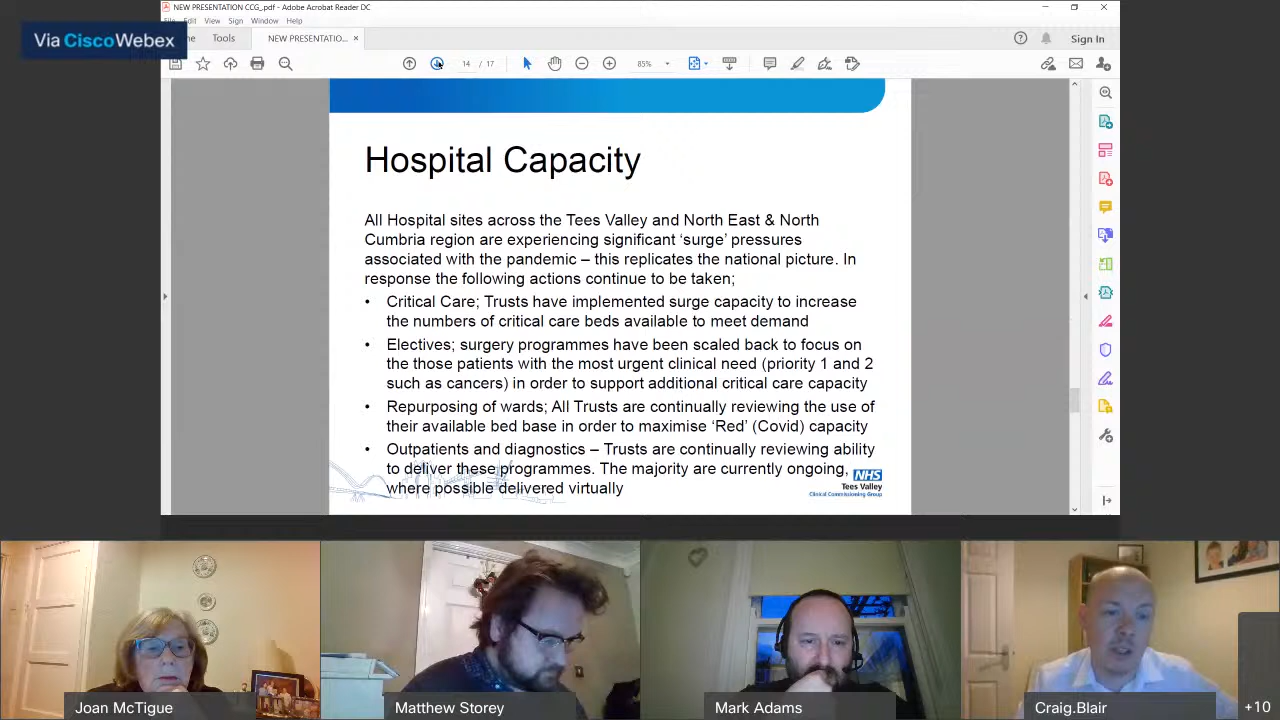 NEW PRESENTATION CCG_.pdf - Adobe Acrobat Reader DC
File Edit View Sign Window Help
Via CiscoWebex
Tools
NEW PRESENTATIO... ×
Sign In
14 / 17
85%
Hospital Capacity
All Hospital sites across the Tees Valley and North East & North
Cumbria region are experiencing significant ‘surge’ pressures
associated with the pandemic – this replicates the national picture. In
response the following actions continue to be taken;
• Critical Care; Trusts have implemented surge capacity to increase
the numbers of critical care beds available to meet demand
• Electives; surgery programmes have been scaled back to focus on
the those patients with the most urgent clinical need (priority 1 and 2
such as cancers) in order to support additional critical care capacity
• Repurposing of wards; All Trusts are continually reviewing the use of
their available bed base in order to maximise ‘Red’ (Covid) capacity
• Outpatients and diagnostics – Trusts are continually reviewing ability
to deliver these programmes. The majority are currently ongoing,
where possible delivered virtually
NHS
Tees Valley
Clinical Commissioning Group
Joan McTigue
Matthew Storey
Mark Adams
Craig.Blair
+10